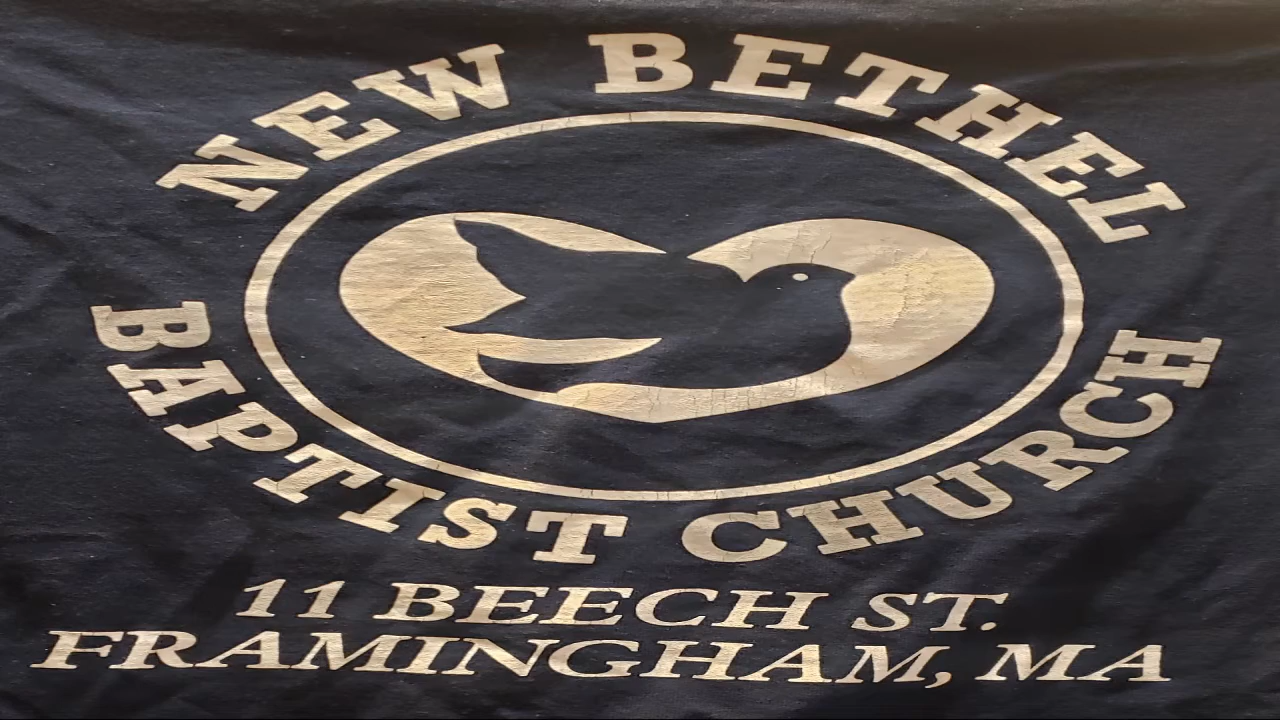 NEW BETHEL
BAPTIST CHURCH
11 BEECH ST.
FRAMINGHAM, MA